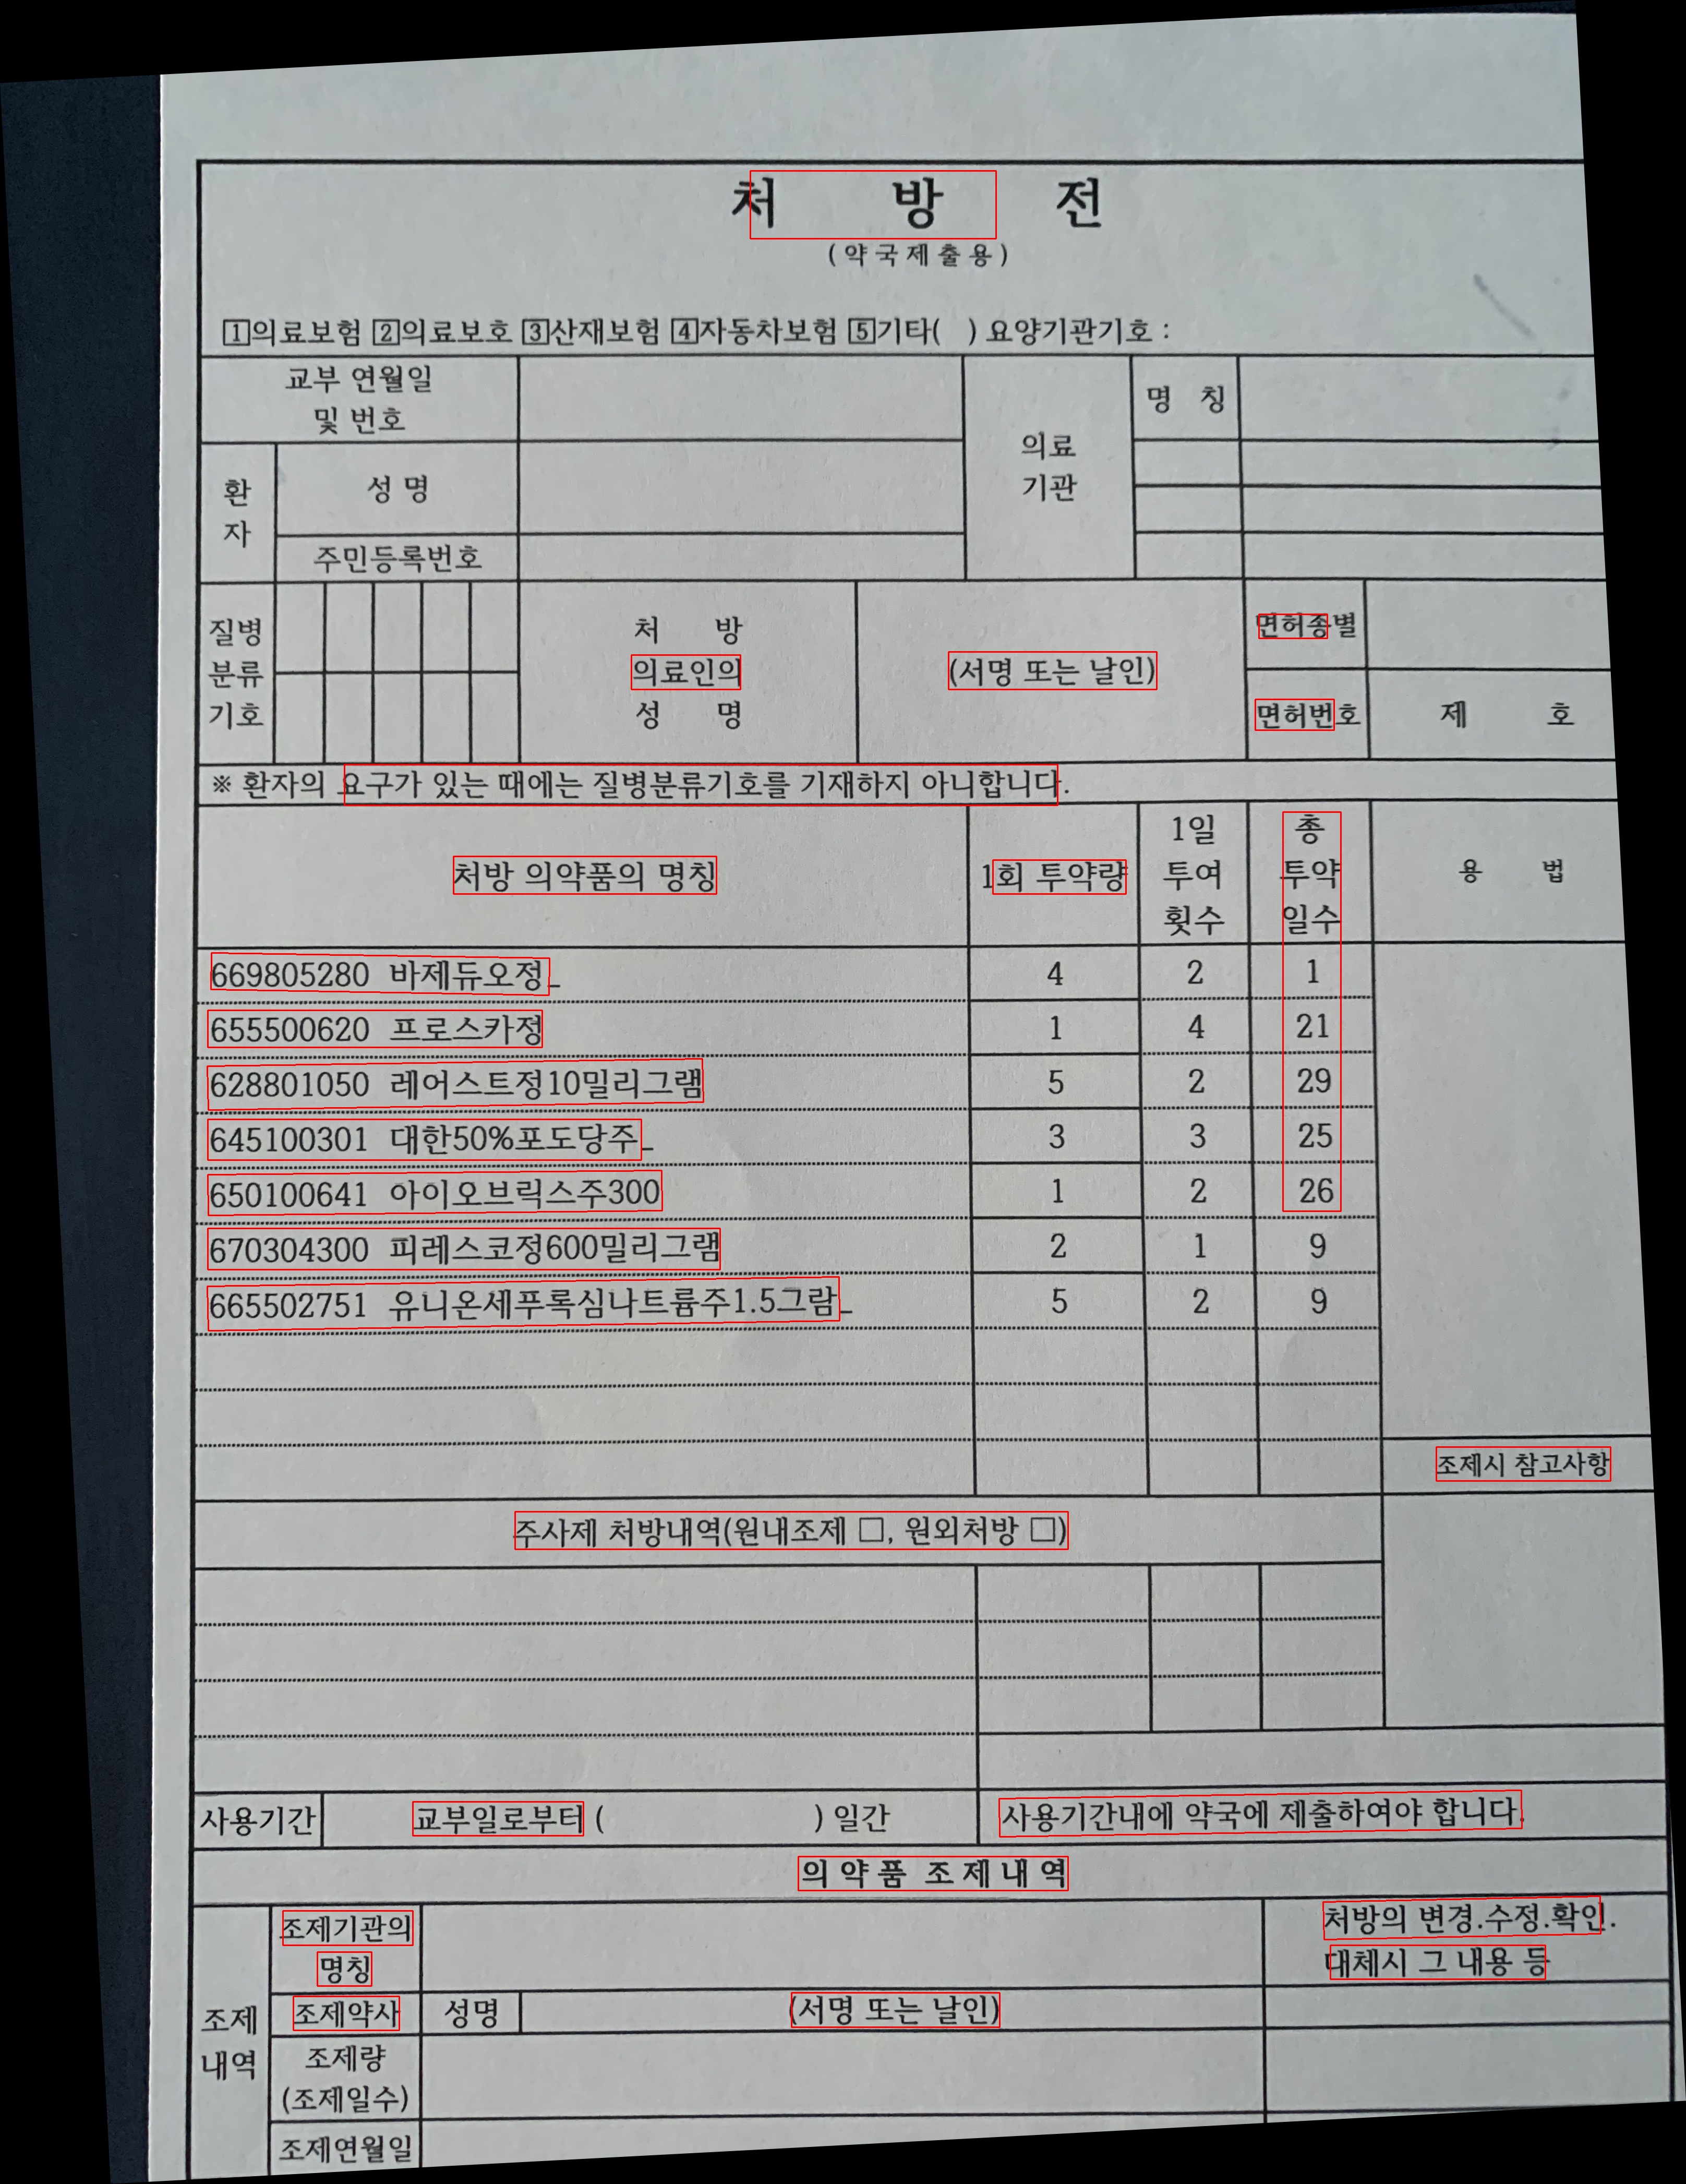 처 방 전
(약국제출용)
1의료보험 2의료보호 3산재보험 4자동차보험 5기타( ) 요양기관기호 :
교부 연월일
및 번호
의료
기관
명 칭
환
자
성 명
주민등록번호
질병
분류
기호
처 방
의료인의
성 명
(서명 또는 날인)
면허종별
면허번호
제 호
※ 환자의 요구가 있는 때에는 질병분류기호를 기재하지 아니합니다.
처방 의약품의 명칭
1회 투약량
1일
투여
횟수
총
투약
일수
용 법
669805280 바제듀오정_ 4 2 1
655500620 프로스카정 1 4 21
628801050 레어스트정10밀리그램 5 2 29
645100301 대한50%포도당주_ 3 3 25
650100641 아이오브릭스주300 1 2 26
670304300 피레스코정600밀리그램 2 1 9
665502751 유니온세푸록심나트륨주1.5그람_ 5 2 9
조제시 참고사항
주사제 처방내역(원내조제 □, 원외처방 □)
사용기간 교부일로부터 ( ) 일간 사용기간내에 약국에 제출하여야 합니다.
의약품 조제내역
조제
내역
조제기관의
명칭
처방의 변경.수정.확인.
대체시 그 내용 등
조제약사 성명 (서명 또는 날인)
조제량
(조제일수)
조제연월일